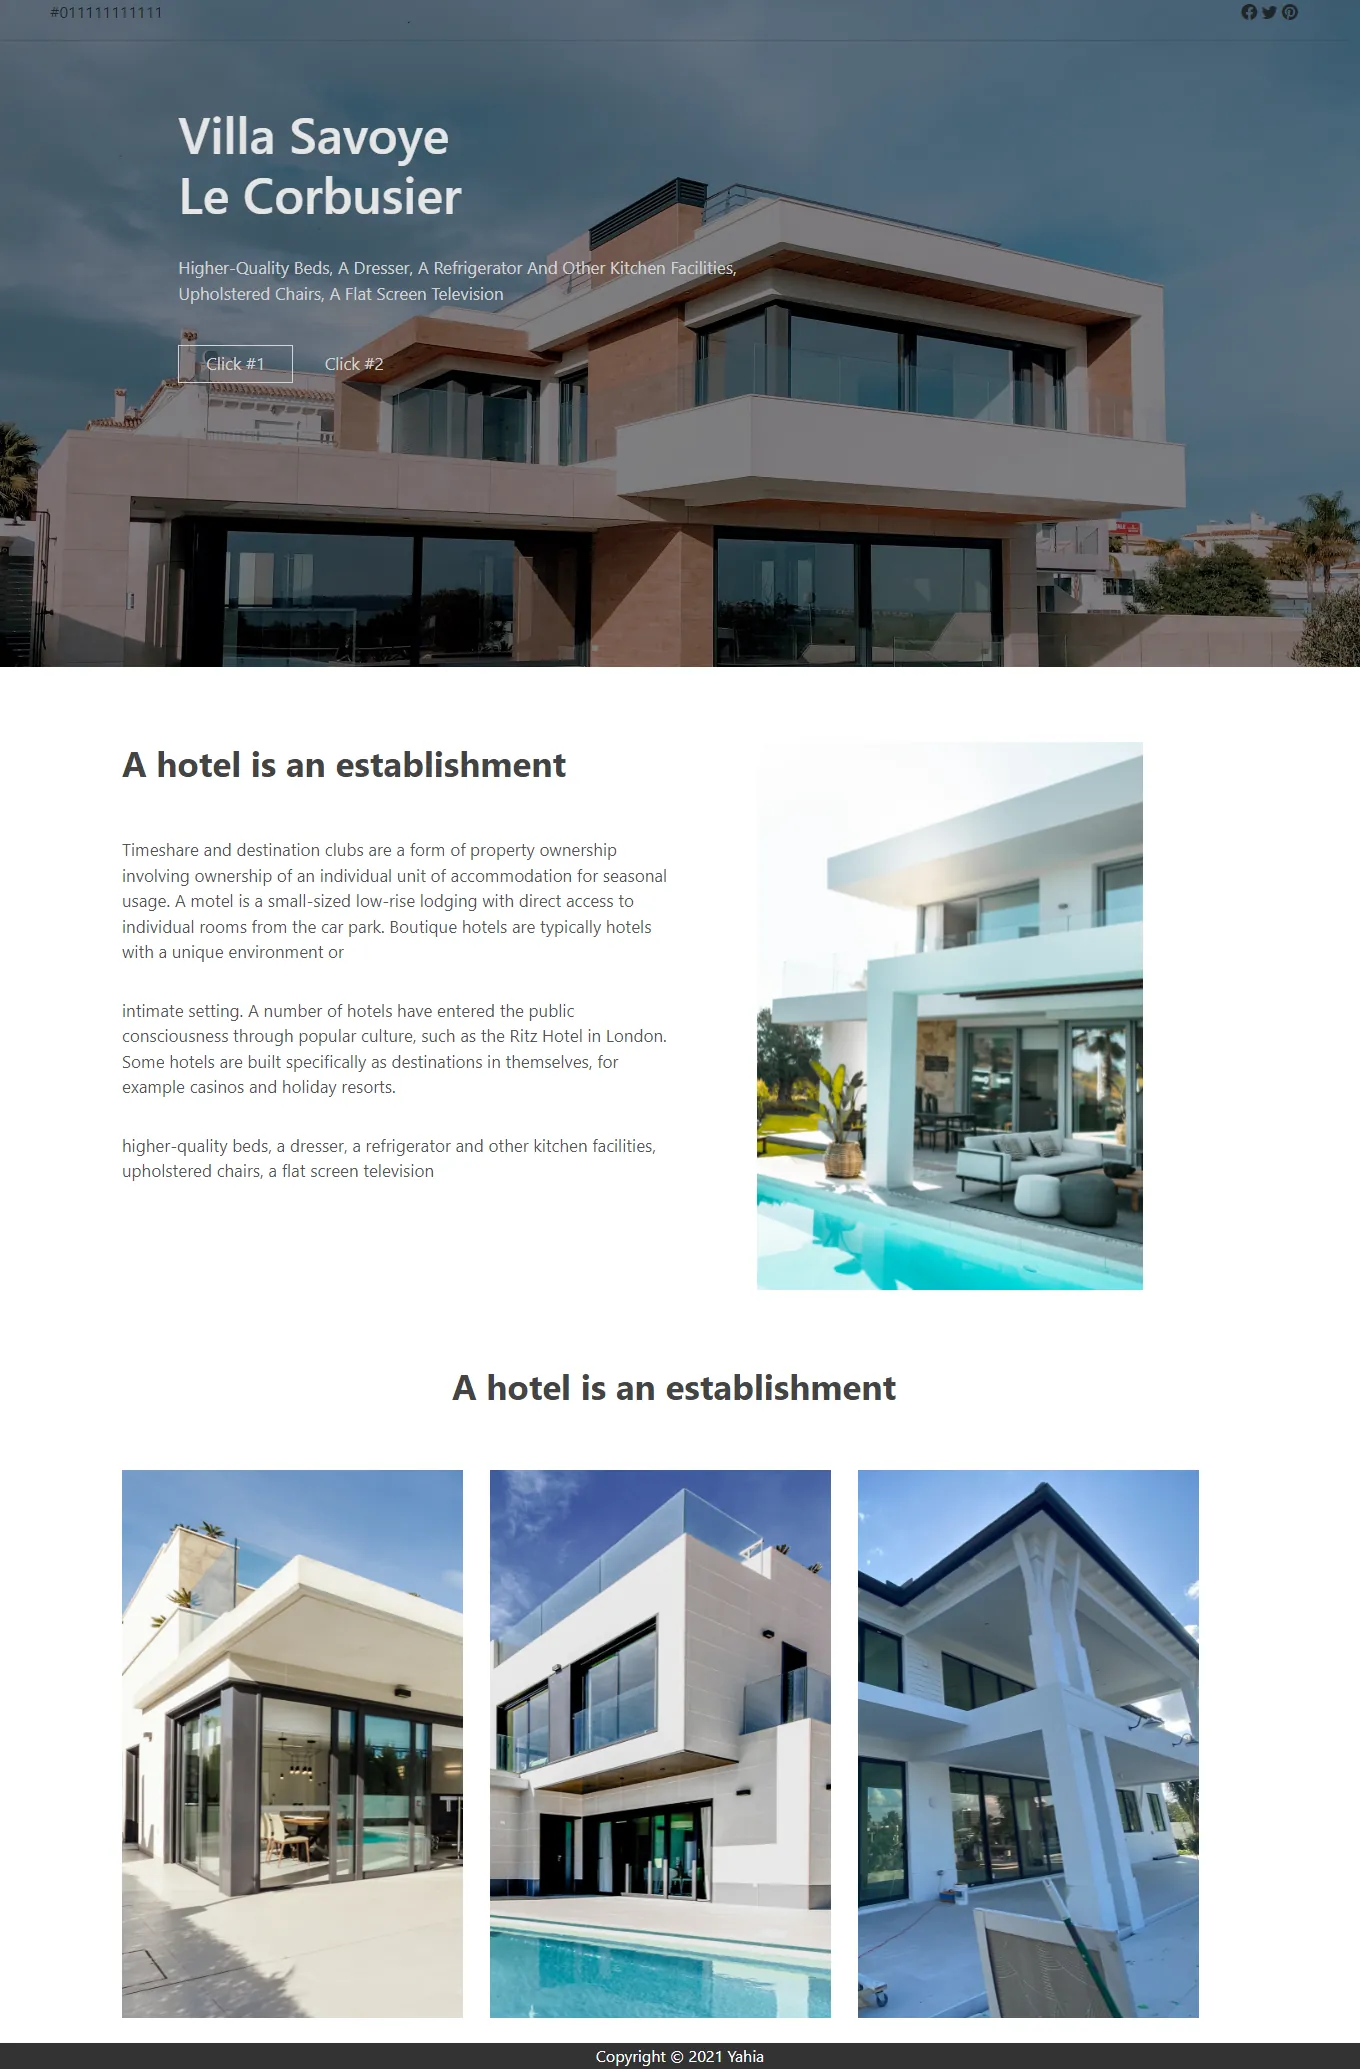 #011111111111
Villa Savoye
Le Corbusier
Higher-Quality Beds, A Dresser, A Refrigerator And Other Kitchen Facilities,
Upholstered Chairs, A Flat Screen Television
Click #1
Click #2
A hotel is an establishment
Timeshare and destination clubs are a form of property ownership
involving ownership of an individual unit of accommodation for seasonal
usage. A motel is a small-sized low-rise lodging with direct access to
individual rooms from the car park. Boutique hotels are typically hotels
with a unique environment or
intimate setting. A number of hotels have entered the public
consciousness through popular culture, such as the Ritz Hotel in London.
Some hotels are built specifically as destinations in themselves, for
example casinos and holiday resorts.
higher-quality beds, a dresser, a refrigerator and other kitchen facilities,
upholstered chairs, a flat screen television
A hotel is an establishment
Copyright © 2021 Yahia